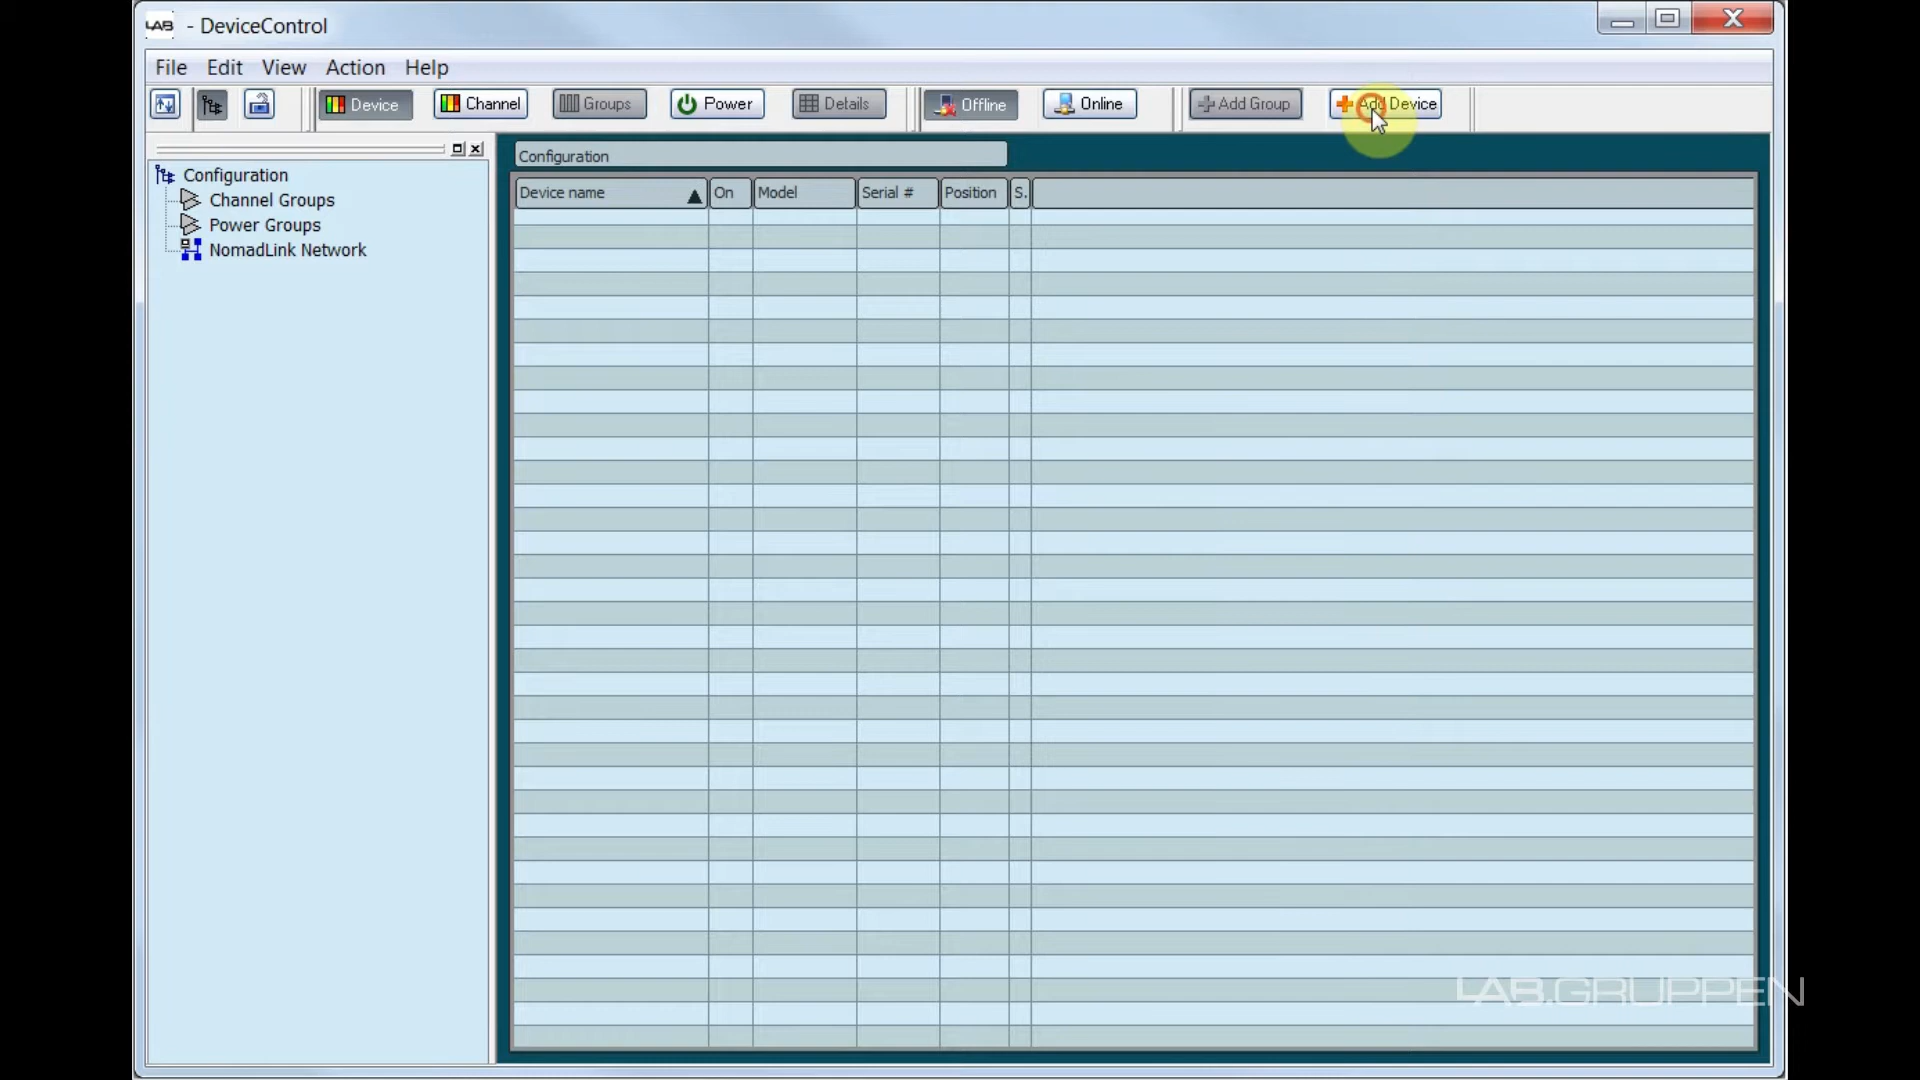 LAB - DeviceControl
File Edit View Action Help
Device Channel Groups Power Details Offline Online Add Group Add Device
Configuration
Channel Groups
Power Groups
NomadLink Network
Configuration
Device name On Model Serial # Position S.
LAB.GRUPPEN